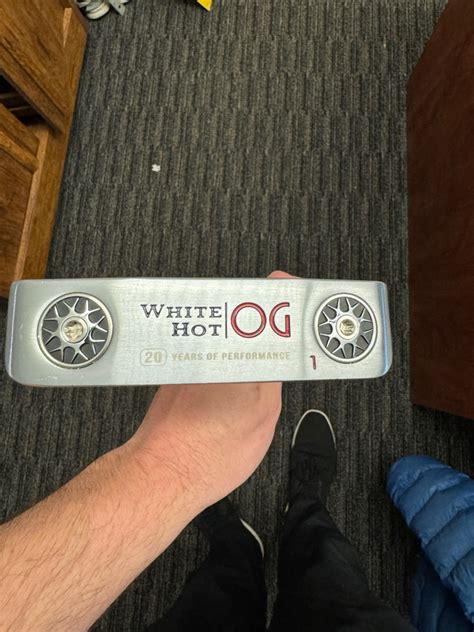 WHITE
HOT
OG
20 YEARS OF PERFORMANCE
1